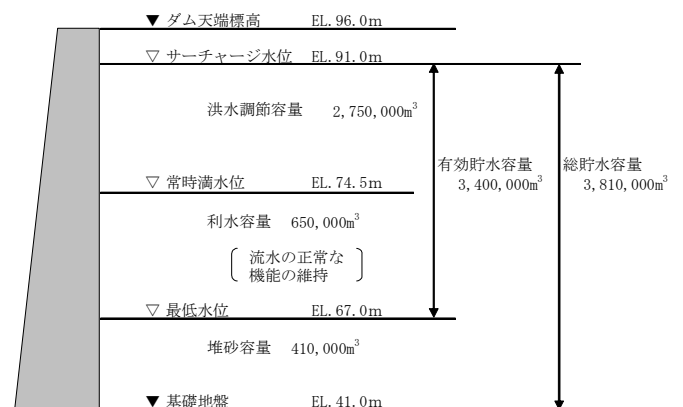 ▼ ダム天端標高 EL.96.0m
▽ サーチャージ水位 EL.91.0m
洪水調節容量 2,750,000m³
有効貯水容量 総貯水容量
3,400,000m³ 3,810,000m³
▽ 常時満水位 EL.74.5m
利水容量 650,000m³
流水の正常な
機能の維持
▽ 最低水位 EL.67.0m
堆砂容量 410,000m³
▼ 基礎地盤 EL.41.0m